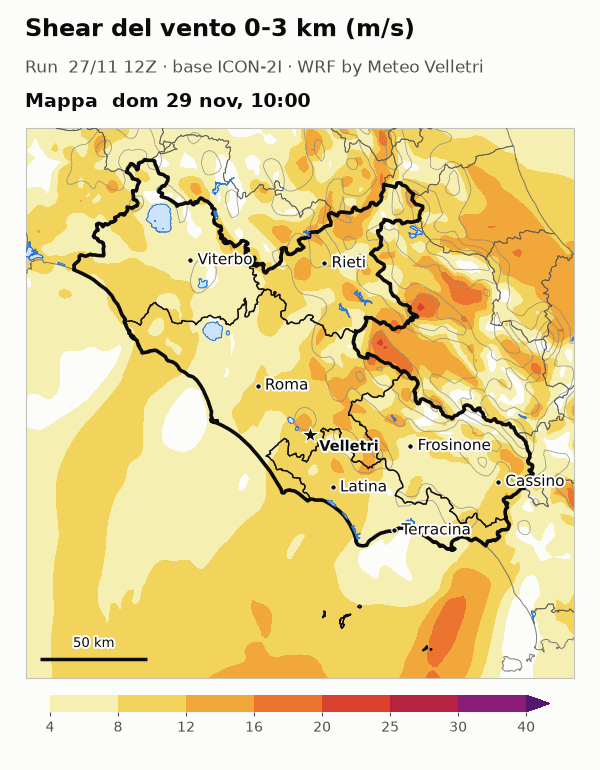 Shear del vento 0-3 km (m/s)
Run  27/11 12Z · base ICON-2I · WRF by Meteo Velletri
Mappa  dom 29 nov, 10:00
Viterbo
Rieti
Roma
Velletri
Frosinone
Cassino
Latina
Terracina
50 km
4 8 12 16 20 25 30 40